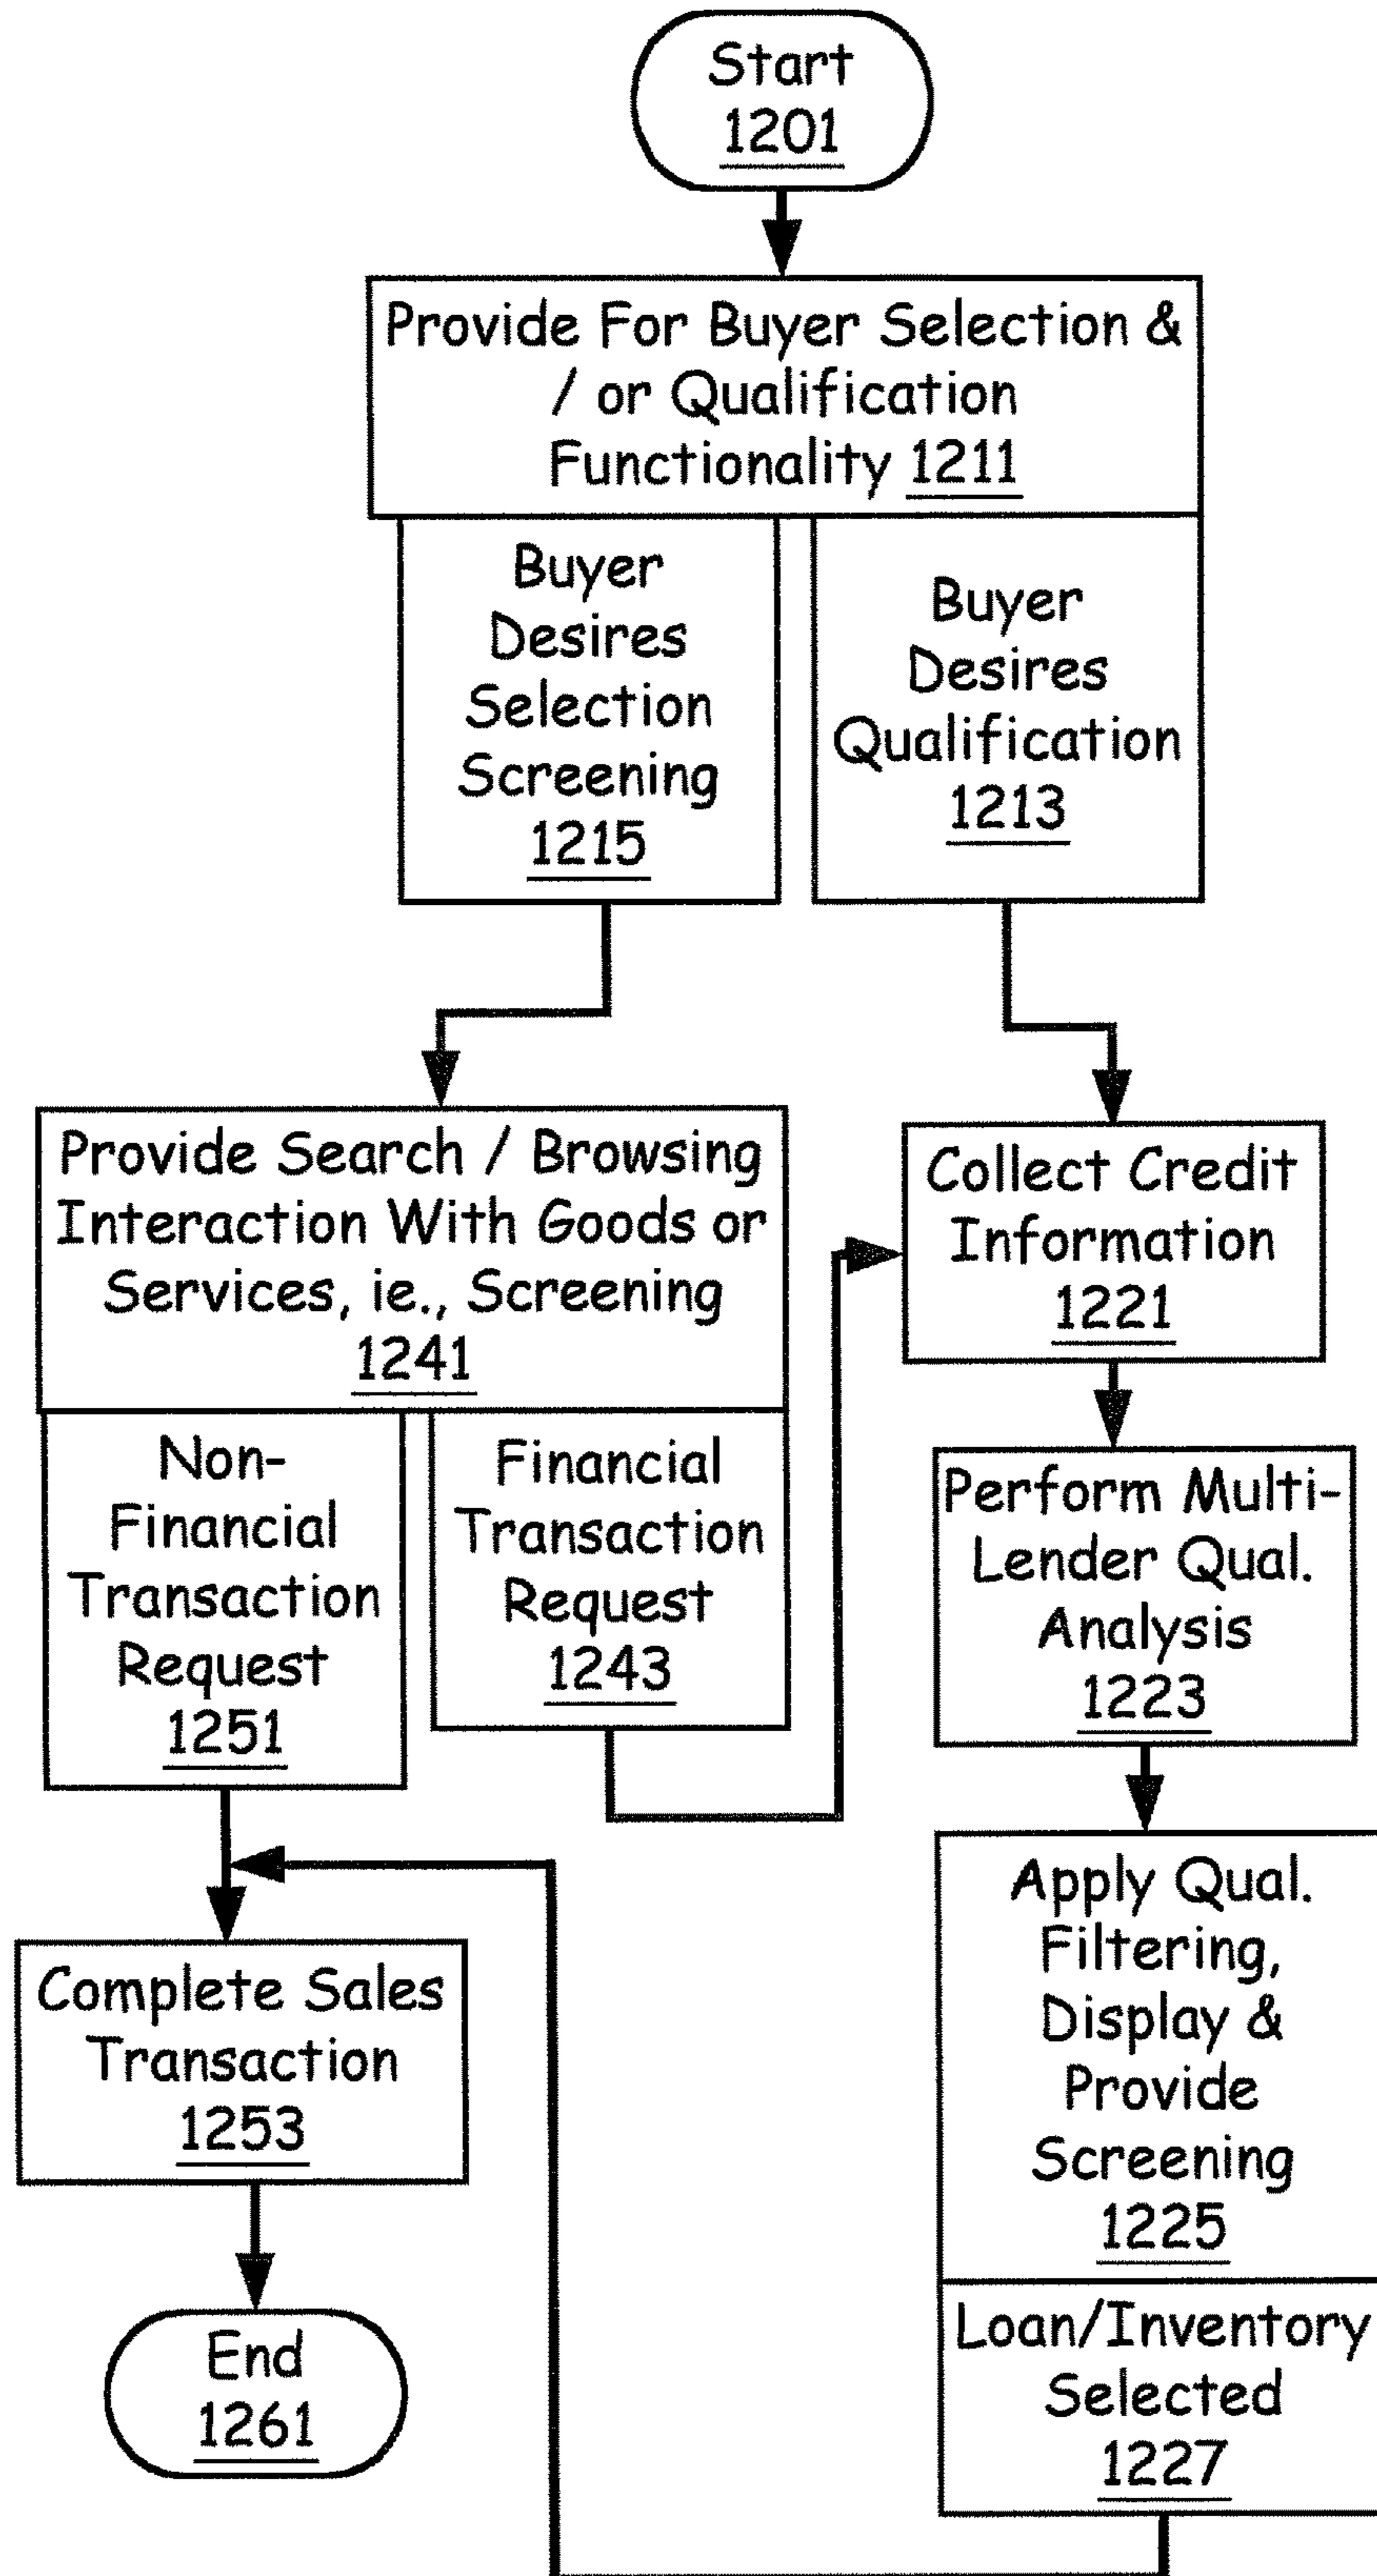 Start
1201
Provide For Buyer Selection &
/ or Qualification
Functionality 1211
Buyer
Desires
Selection
Screening
1215
Buyer
Desires
Qualification
1213
Provide Search / Browsing
Interaction With Goods or
Services, ie., Screening
1241
Non-
Financial
Transaction
Request
1251
Financial
Transaction
Request
1243
Collect Credit
Information
1221
Perform Multi-
Lender Qual.
Analysis
1223
Apply Qual.
Filtering,
Display &
Provide
Screening
1225
Loan/Inventory
Selected
1227
Complete Sales
Transaction
1253
End
1261